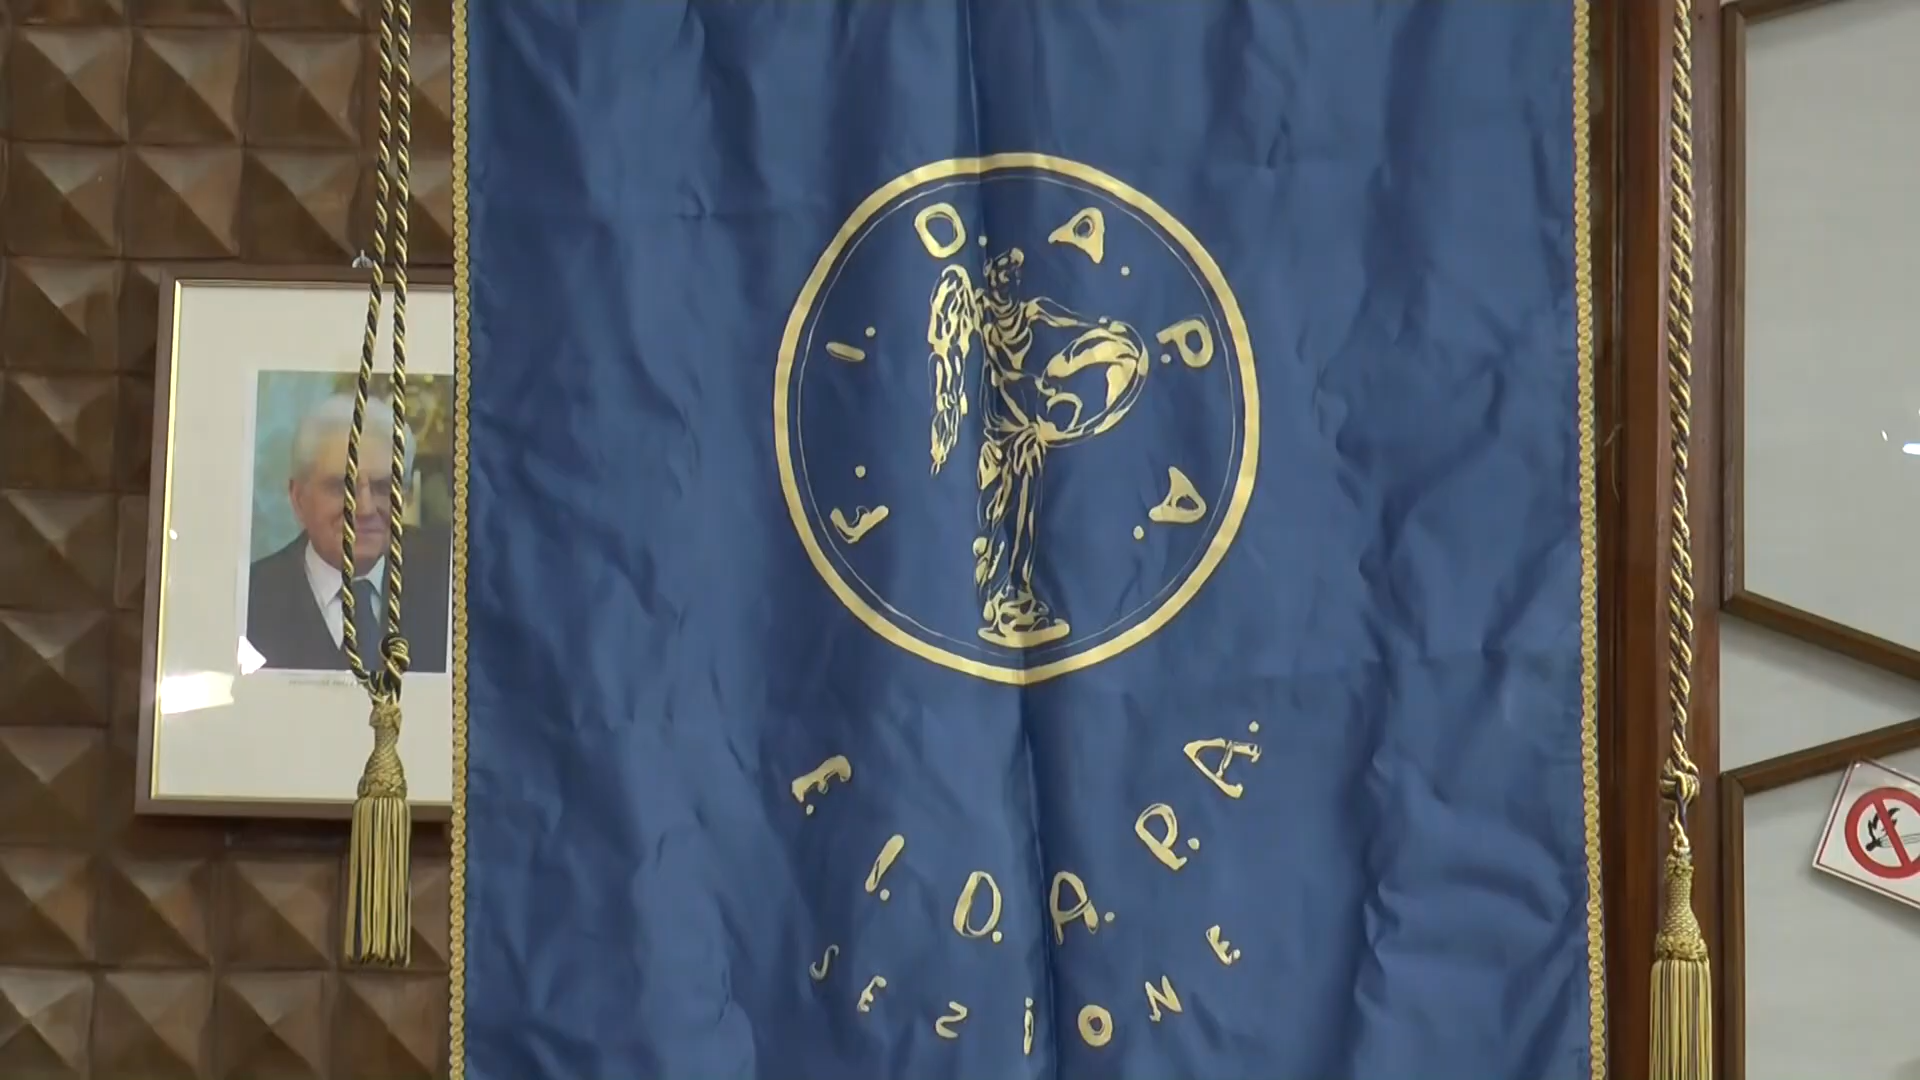 F. I. D. A. P. A.
F. I. D. A. P. A.
SEZIONE